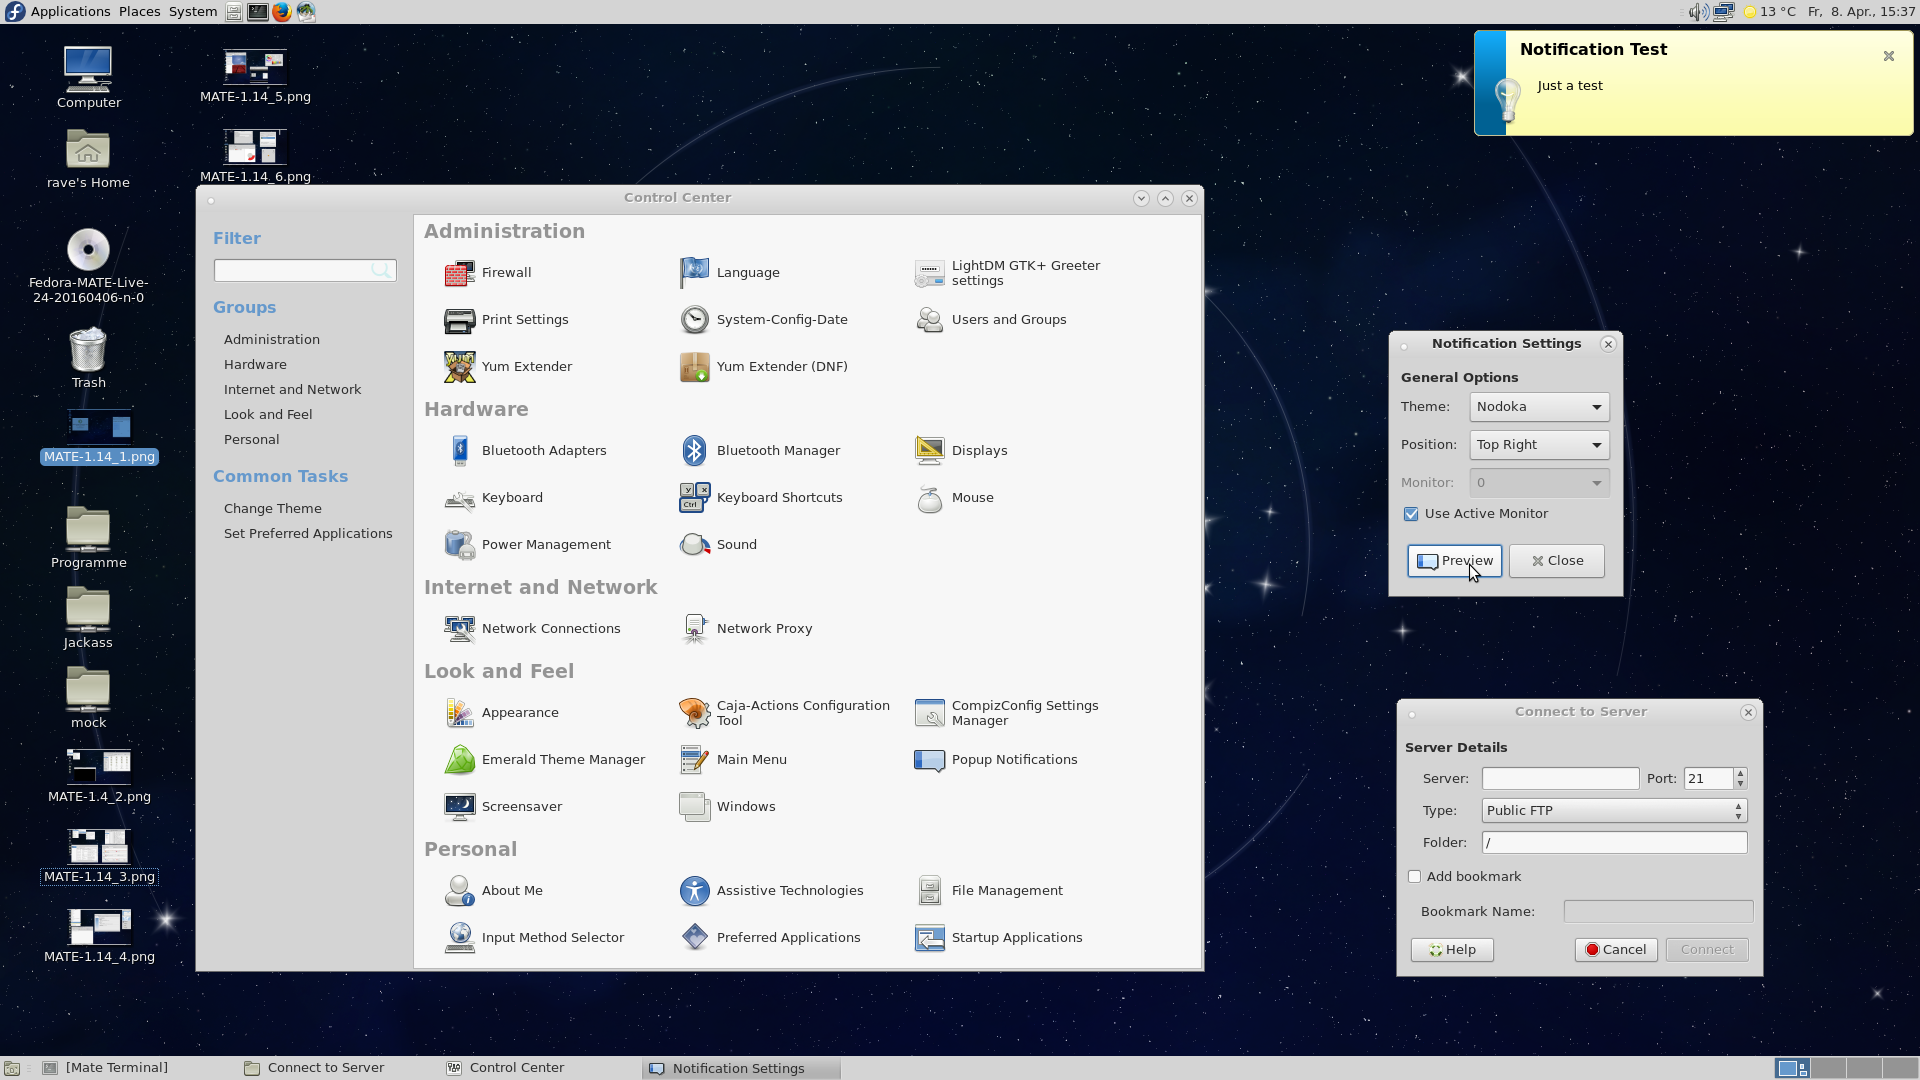 Applications Places System
13 °C Fr, 8. Apr., 15:37
Computer
rave's Home
Fedora-MATE-Live-
24-20160406-n-0
Trash
MATE-1.14_1.png
Programme
Jackass
mock
MATE-1.4_2.png
MATE-1.14_3.png
MATE-1.14_4.png
MATE-1.14_5.png
MATE-1.14_6.png
Notification Test
Just a test
Control Center
Filter
Groups
Administration
Hardware
Internet and Network
Look and Feel
Personal
Common Tasks
Change Theme
Set Preferred Applications
Administration
Firewall
Language
LightDM GTK+ Greeter
settings
Print Settings
System-Config-Date
Users and Groups
Yum Extender
Yum Extender (DNF)
Hardware
Bluetooth Adapters
Bluetooth Manager
Displays
Keyboard
Keyboard Shortcuts
Mouse
Power Management
Sound
Internet and Network
Network Connections
Network Proxy
Look and Feel
Appearance
Caja-Actions Configuration
Tool
CompizConfig Settings
Manager
Emerald Theme Manager
Main Menu
Popup Notifications
Screensaver
Windows
Personal
About Me
Assistive Technologies
File Management
Input Method Selector
Preferred Applications
Startup Applications
Notification Settings
General Options
Theme: Nodoka
Position: Top Right
Monitor: 0
Use Active Monitor
Preview Close
Connect to Server
Server Details
Server: Port: 21
Type: Public FTP
Folder: /
Add bookmark
Bookmark Name:
Help Cancel Connect
[Mate Terminal] Connect to Server Control Center Notification Settings